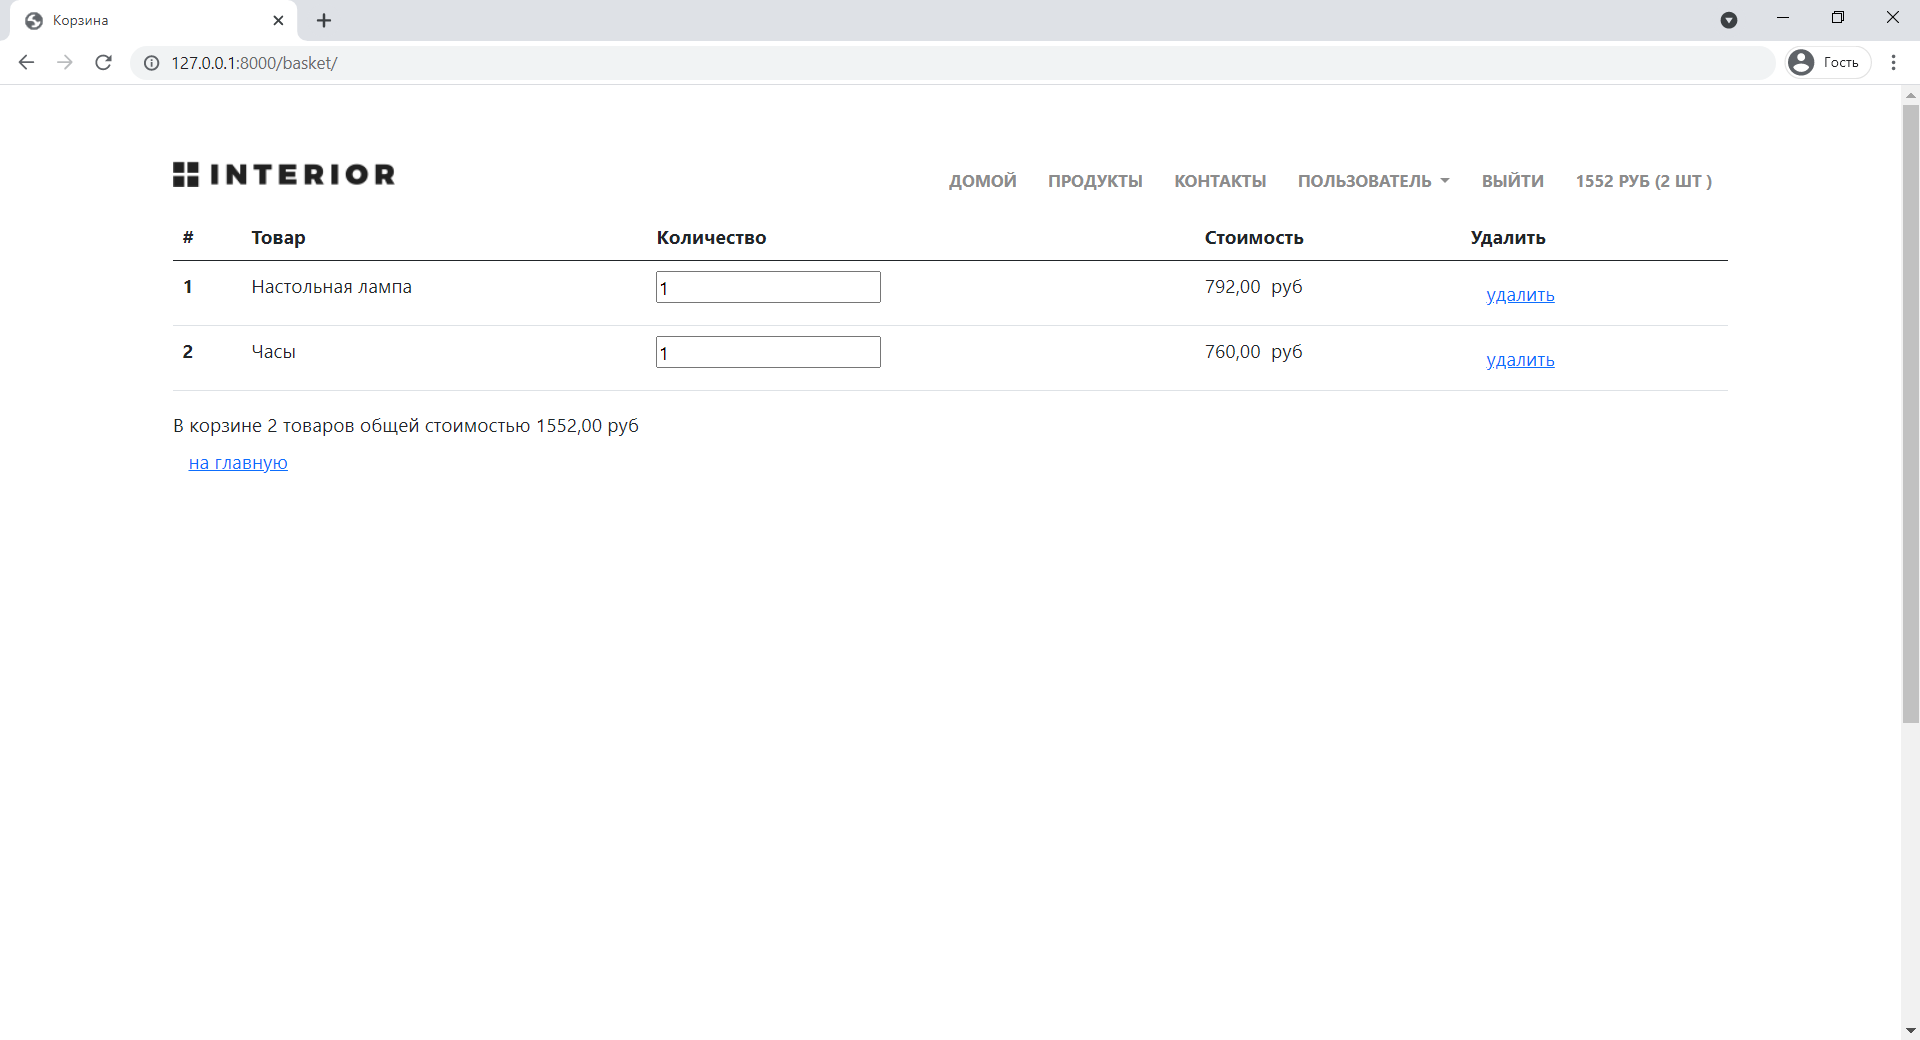 Корзина
127.0.0.1:8000/basket/
Гость
INTERIOR
ДОМОЙ ПРОДУКТЫ КОНТАКТЫ ПОЛЬЗОВАТЕЛЬ ВЫЙТИ 1552 РУБ (2 ШТ )
# Товар Количество Стоимость Удалить
1 Настольная лампа 1 792,00 руб удалить
2 Часы 1 760,00 руб удалить
В корзине 2 товаров общей стоимостью 1552,00 руб
на главную